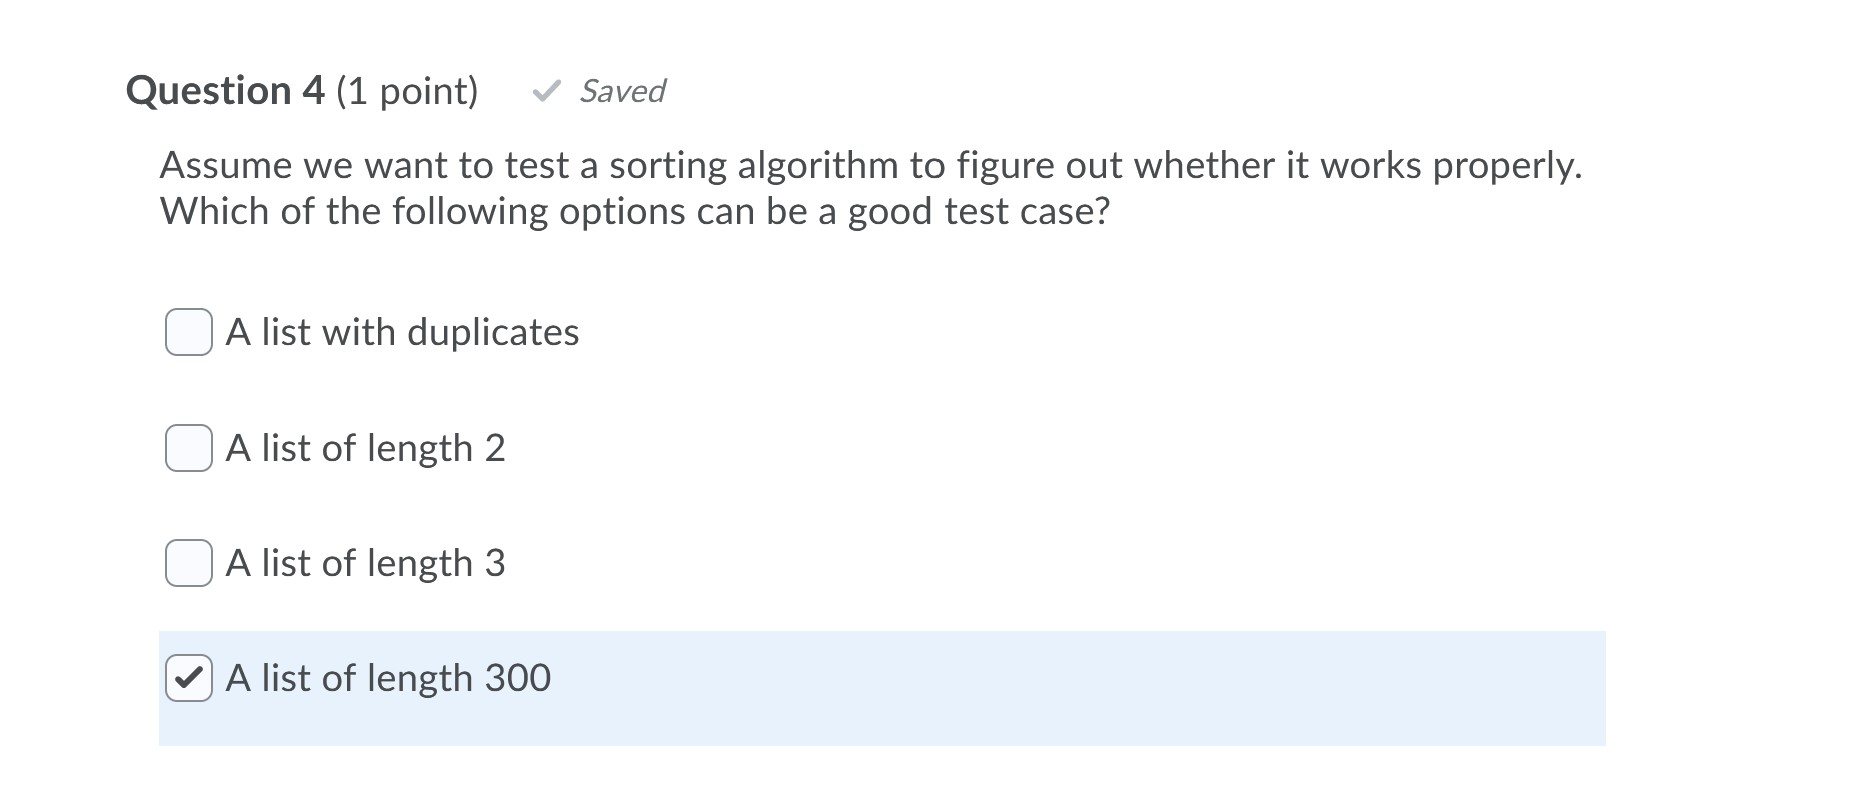 Question 4 (1 point) Saved
Assume we want to test a sorting algorithm to figure out whether it works properly.
Which of the following options can be a good test case?
A list with duplicates
A list of length 2
A list of length 3
A list of length 300